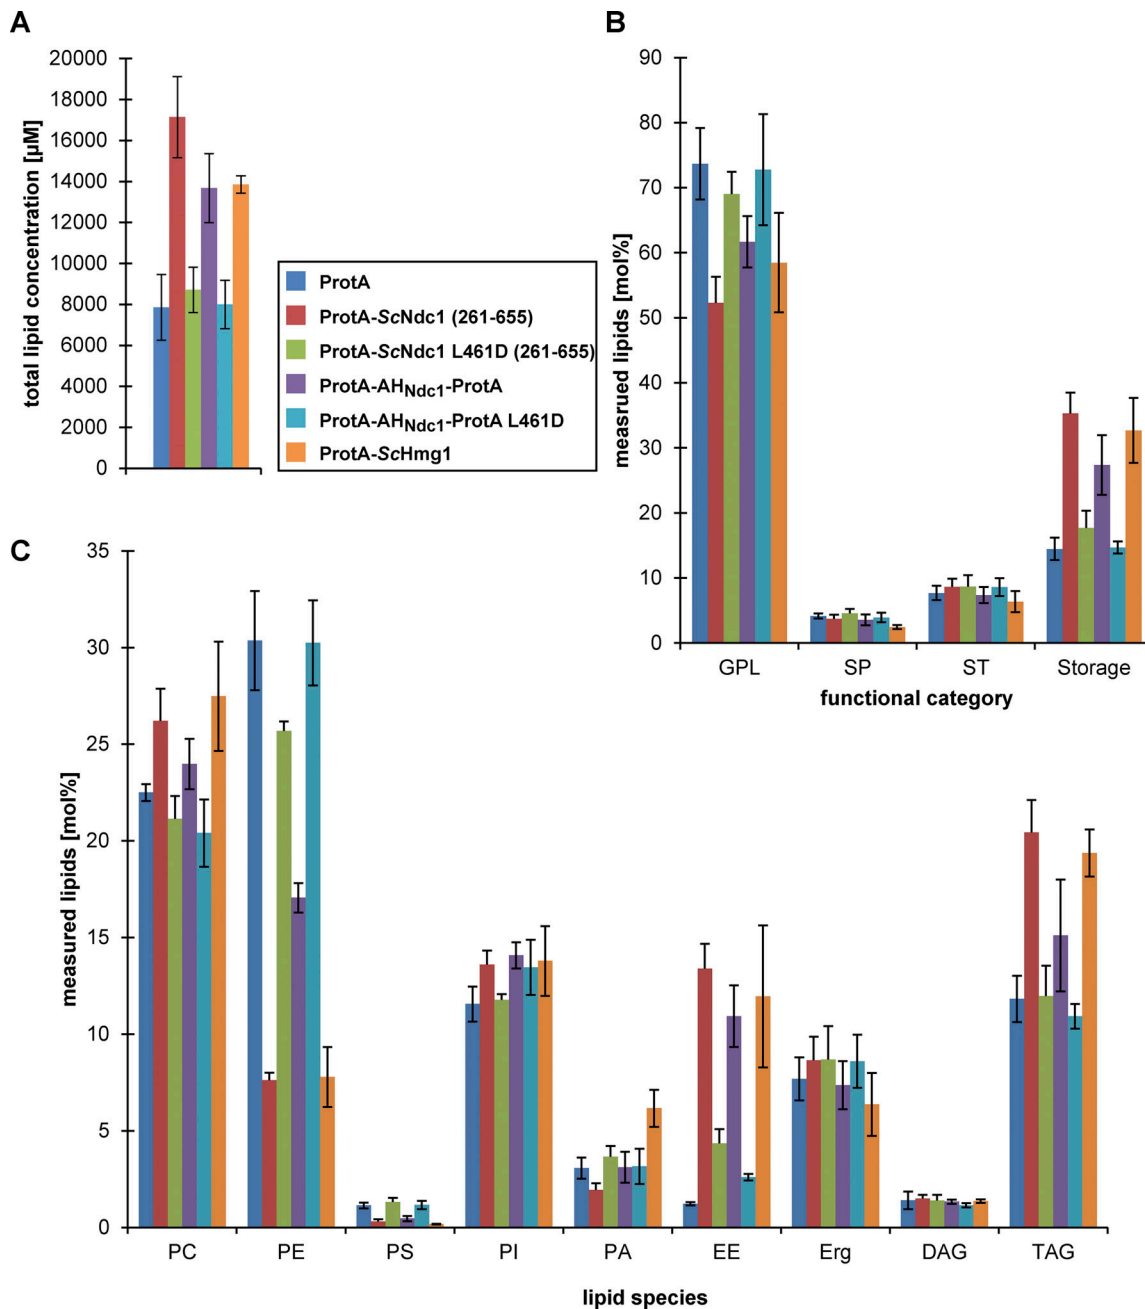 A
total lipid concentration [µM]
20000
18000
16000
14000
12000
10000
8000
6000
4000
2000
0
ProtA
ProtA-ScNdc1 (261-655)
ProtA-ScNdc1 L461D (261-655)
ProtA-AHNdc1-ProtA
ProtA-AHNdc1-ProtA L461D
ProtA-ScHmg1
B
measrued lipids [mol%]
90
80
70
60
50
40
30
20
10
0
GPL SP ST Storage
functional category
C
measured lipids [mol%]
35
30
25
20
15
10
5
0
PC PE PS PI PA EE Erg DAG TAG
lipid species